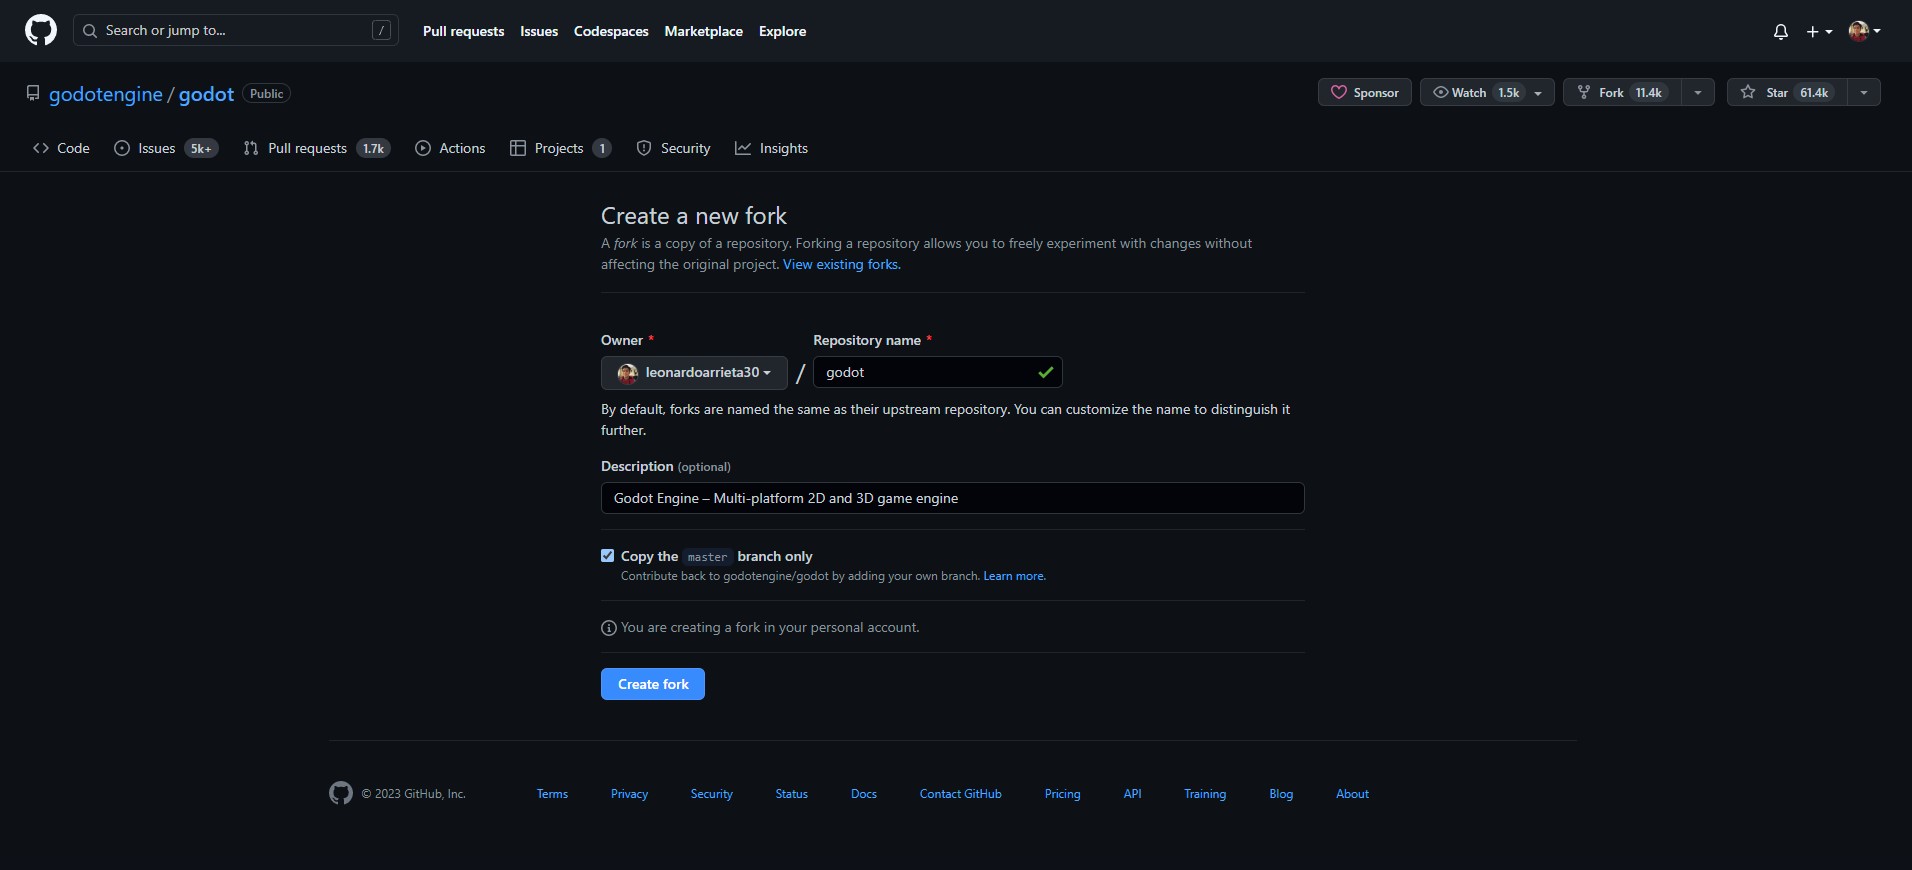 Search or jump to... /
Pull requests Issues Codespaces Marketplace Explore
godotengine / godot Public
Sponsor Watch 1.5k Fork 11.4k Star 61.4k
Code Issues 5k+ Pull requests 1.7k Actions Projects 1 Security Insights
Create a new fork
A fork is a copy of a repository. Forking a repository allows you to freely experiment with changes without
affecting the original project. View existing forks.
Owner * Repository name *
leonardoarrieta30 / godot
By default, forks are named the same as their upstream repository. You can customize the name to distinguish it
further.
Description (optional)
Godot Engine – Multi-platform 2D and 3D game engine
Copy the master branch only
Contribute back to godotengine/godot by adding your own branch. Learn more.
You are creating a fork in your personal account.
Create fork
© 2023 GitHub, Inc. Terms Privacy Security Status Docs Contact GitHub Pricing API Training Blog About